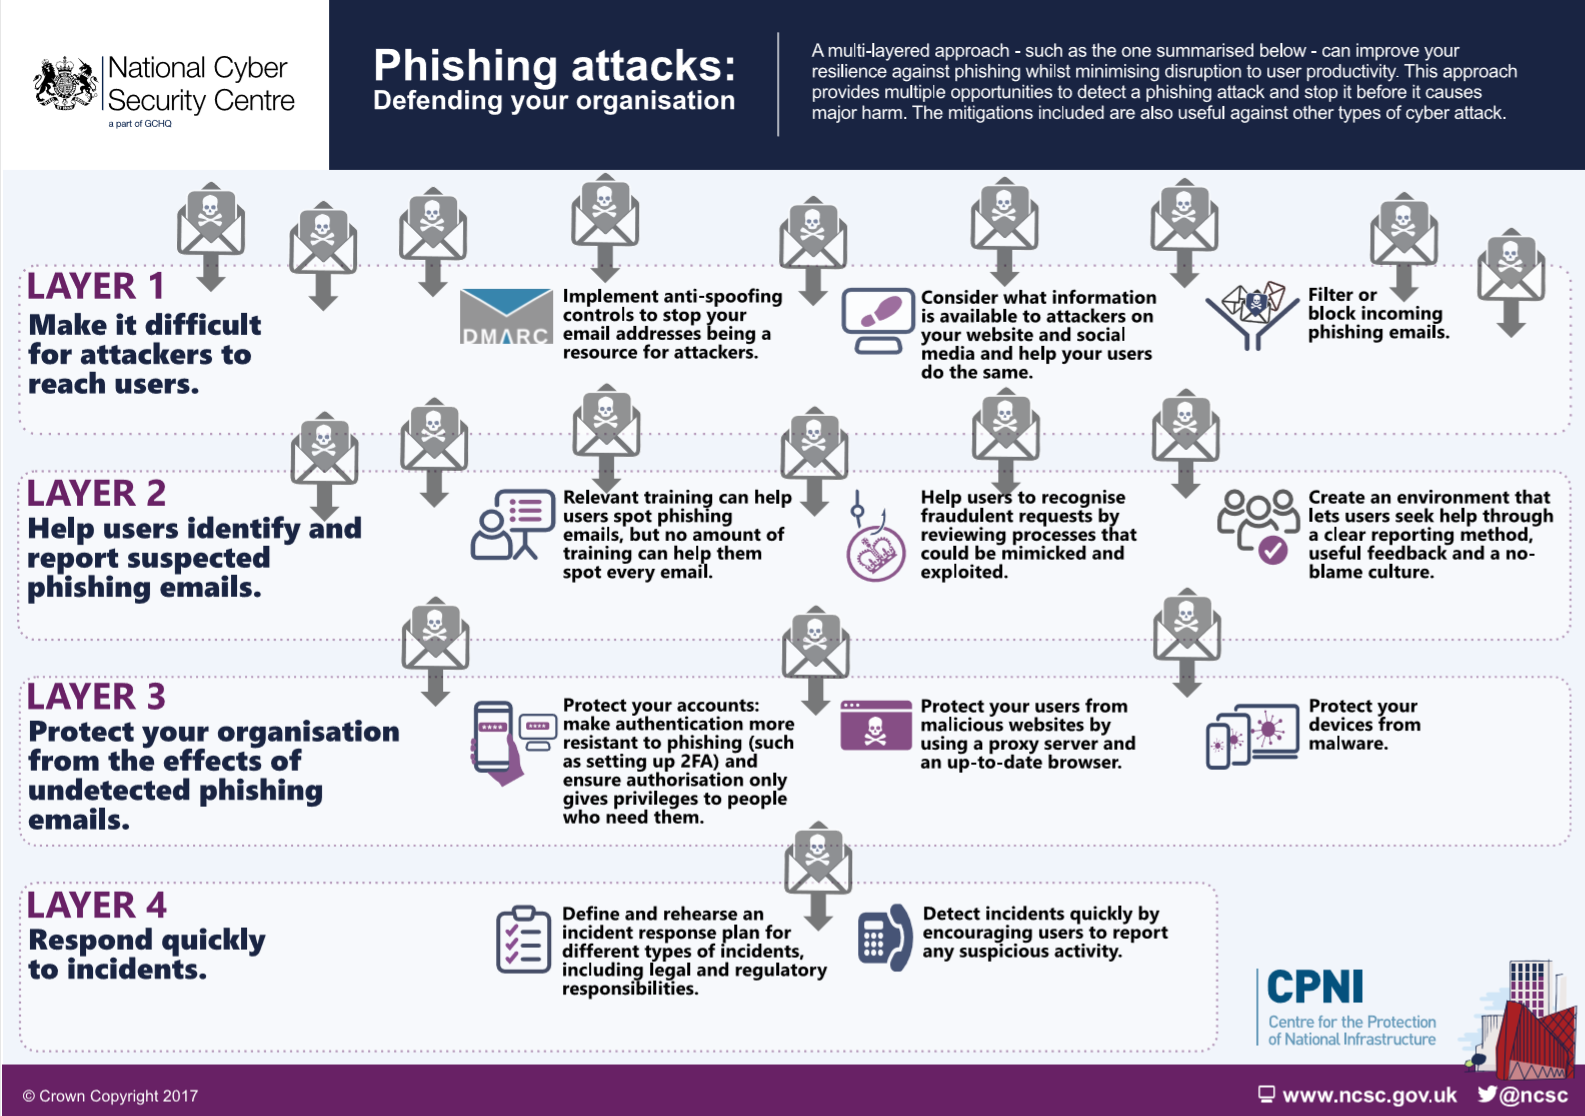 National Cyber
Security Centre
a part of GCHQ
Phishing attacks:
Defending your organisation
A multi-layered approach - such as the one summarised below - can improve your
resilience against phishing whilst minimising disruption to user productivity. This approach
provides multiple opportunities to detect a phishing attack and stop it before it causes
major harm. The mitigations included are also useful against other types of cyber attack.
LAYER 1
Make it difficult
for attackers to
reach users.
DMARC
Implement anti-spoofing
controls to stop your
email addresses being a
resource for attackers.
Consider what information
is available to attackers on
your website and social
media and help your users
do the same.
Filter or
block incoming
phishing emails.
LAYER 2
Help users identify and
report suspected
phishing emails.
Relevant training can help
users spot phishing
emails, but no amount of
training can help them
spot every email.
Help users to recognise
fraudulent requests by
reviewing processes that
could be mimicked and
exploited.
Create an environment that
lets users seek help through
a clear reporting method,
useful feedback and a no-
blame culture.
LAYER 3
Protect your organisation
from the effects of
undetected phishing
emails.
Protect your accounts:
make authentication more
resistant to phishing (such
as setting up 2FA) and
ensure authorisation only
gives privileges to people
who need them.
Protect your users from
malicious websites by
using a proxy server and
an up-to-date browser.
Protect your
devices from
malware.
LAYER 4
Respond quickly
to incidents.
Define and rehearse an
incident response plan for
different types of incidents,
including legal and regulatory
responsibilities.
Detect incidents quickly by
encouraging users to report
any suspicious activity.
CPNI
Centre for the Protection
of National Infrastructure
© Crown Copyright 2017
www.ncsc.gov.uk
@ncsc